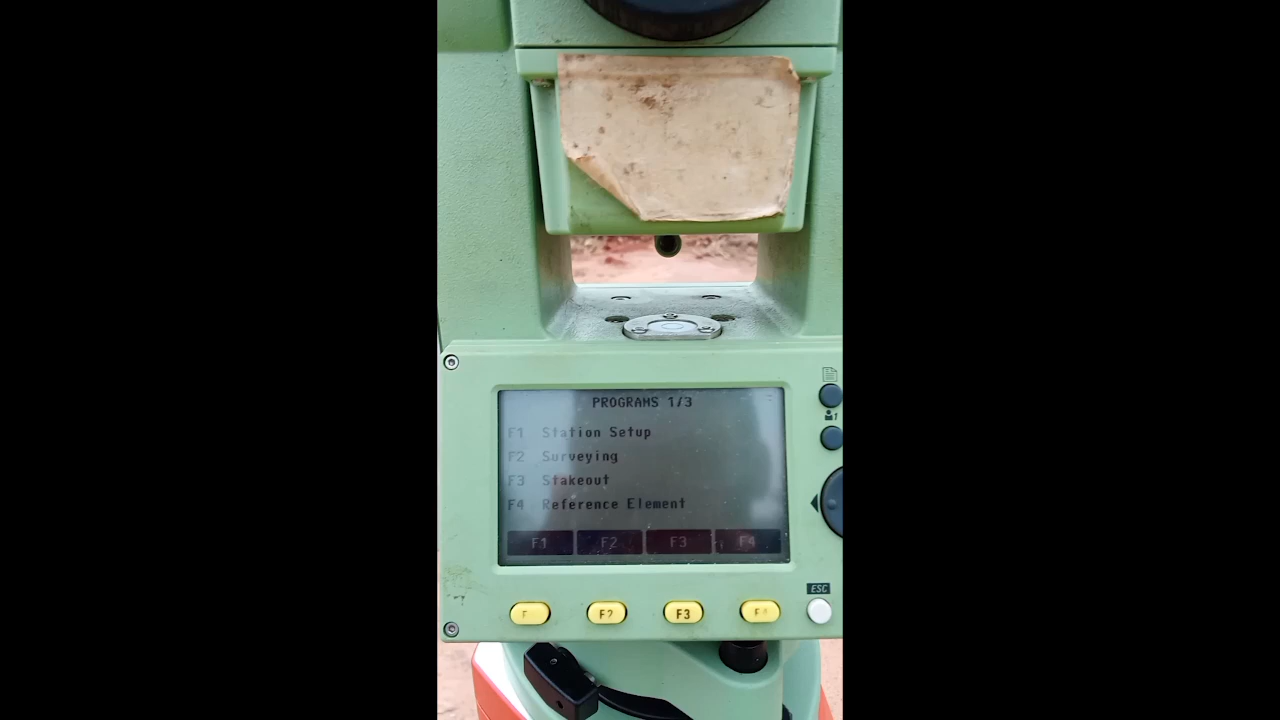 PROGRAMS 1/3
F1 Station Setup
F2 Surveying
F3 Stakeout
F4 Reference Element
F1 F2 F3 F4
1
ESC
F F2 F3 F4